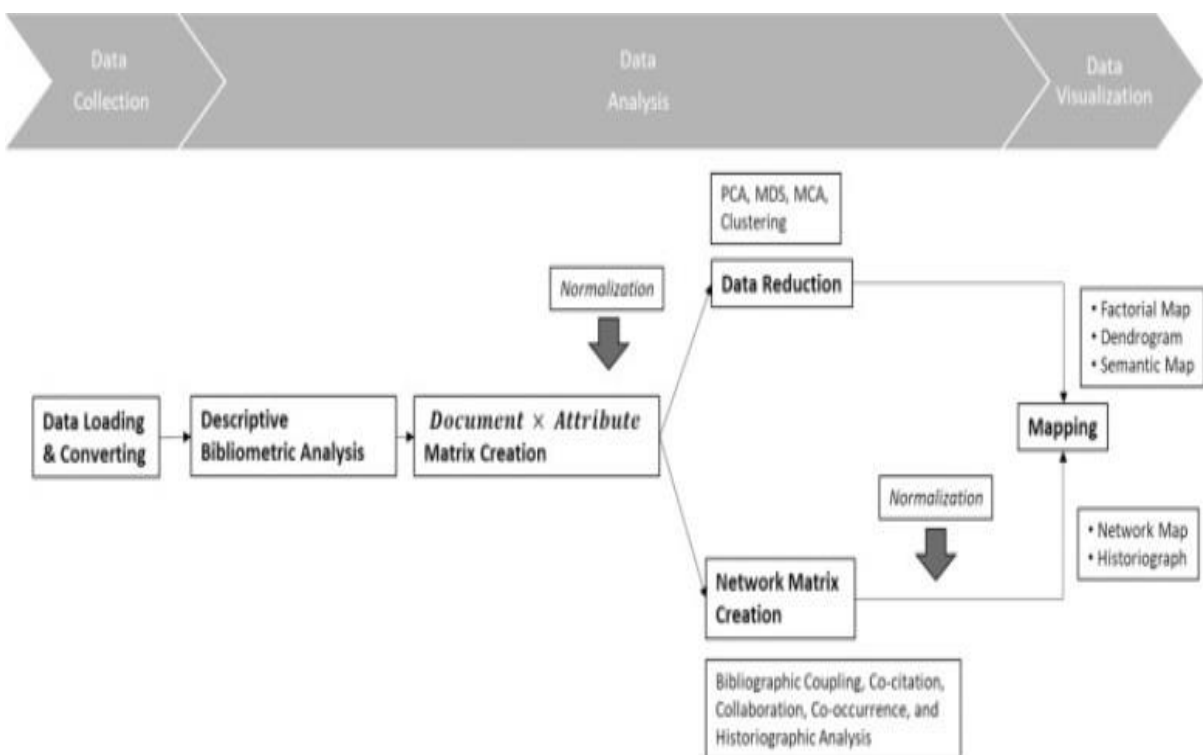 Data
Collection
Data
Analysis
Data
Visualization
PCA, MDS, MCA,
Clustering
Normalization
Data Reduction
• Factorial Map
• Dendrogram
• Semantic Map
Data Loading
& Converting
Descriptive
Bibliometric Analysis
Document × Attribute
Matrix Creation
Mapping
Normalization
• Network Map
• Historiograph
Network Matrix
Creation
Bibliographic Coupling, Co-citation,
Collaboration, Co-occurrence, and
Historiographic Analysis